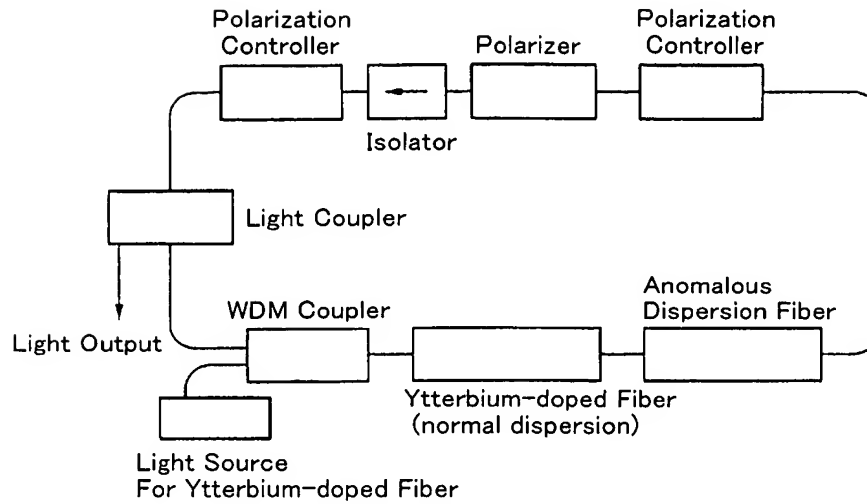 Polarization
Controller
Polarizer
Polarization
Controller
Isolator
Light Coupler
Light Output
WDM Coupler
Anomalous
Dispersion Fiber
Ytterbium-doped Fiber
(normal dispersion)
Light Source
For Ytterbium-doped Fiber